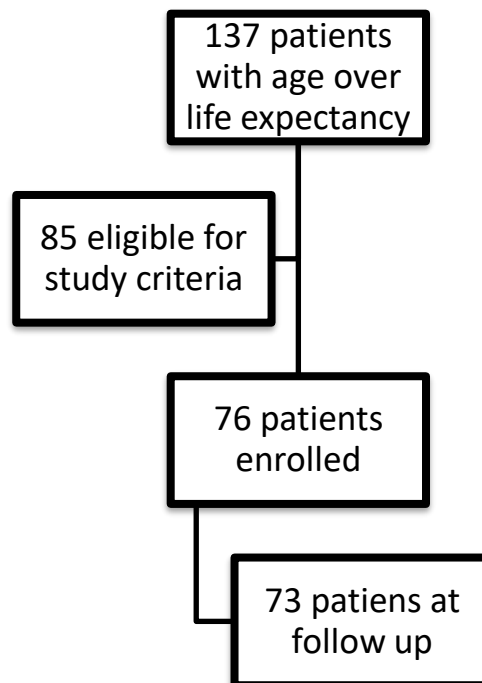 137 patients
with age over
life expectancy
85 eligible for
study criteria
76 patients
enrolled
73 patiens at
follow up